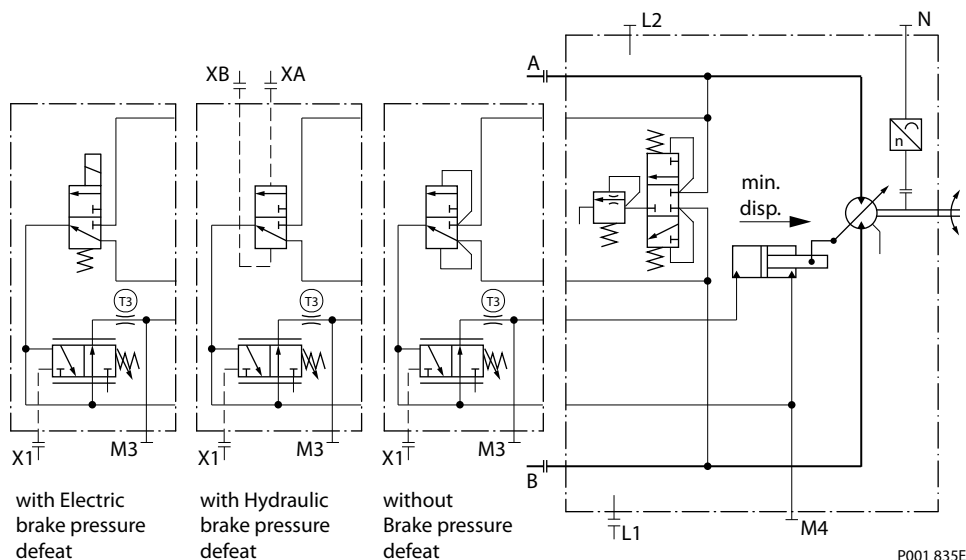 L2
N
A
XB
XA
n
min.
disp.
T3
T3
T3
X1
M3
X1
M3
X1
M3
B
L1
M4
with Electric
brake pressure
defeat
with Hydraulic
brake pressure
defeat
without
Brake pressure
defeat
P001 835E